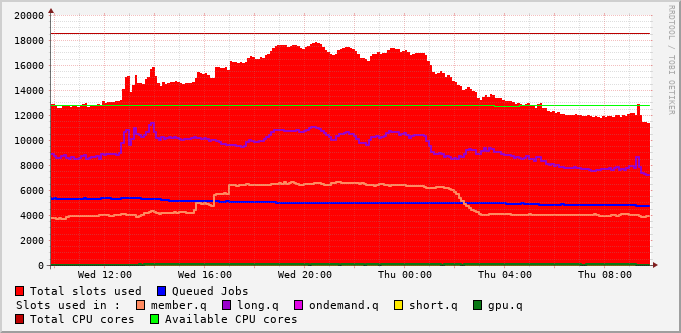 20000
18000
16000
14000
12000
10000
8000
6000
4000
2000
0
Wed 12:00 Wed 16:00 Wed 20:00 Thu 00:00 Thu 04:00 Thu 08:00
Total slots used Queued Jobs
Slots used in : member.q long.q ondemand.q short.q gpu.q
Total CPU cores Available CPU cores
RRDTOOL / TOBI OETIKER